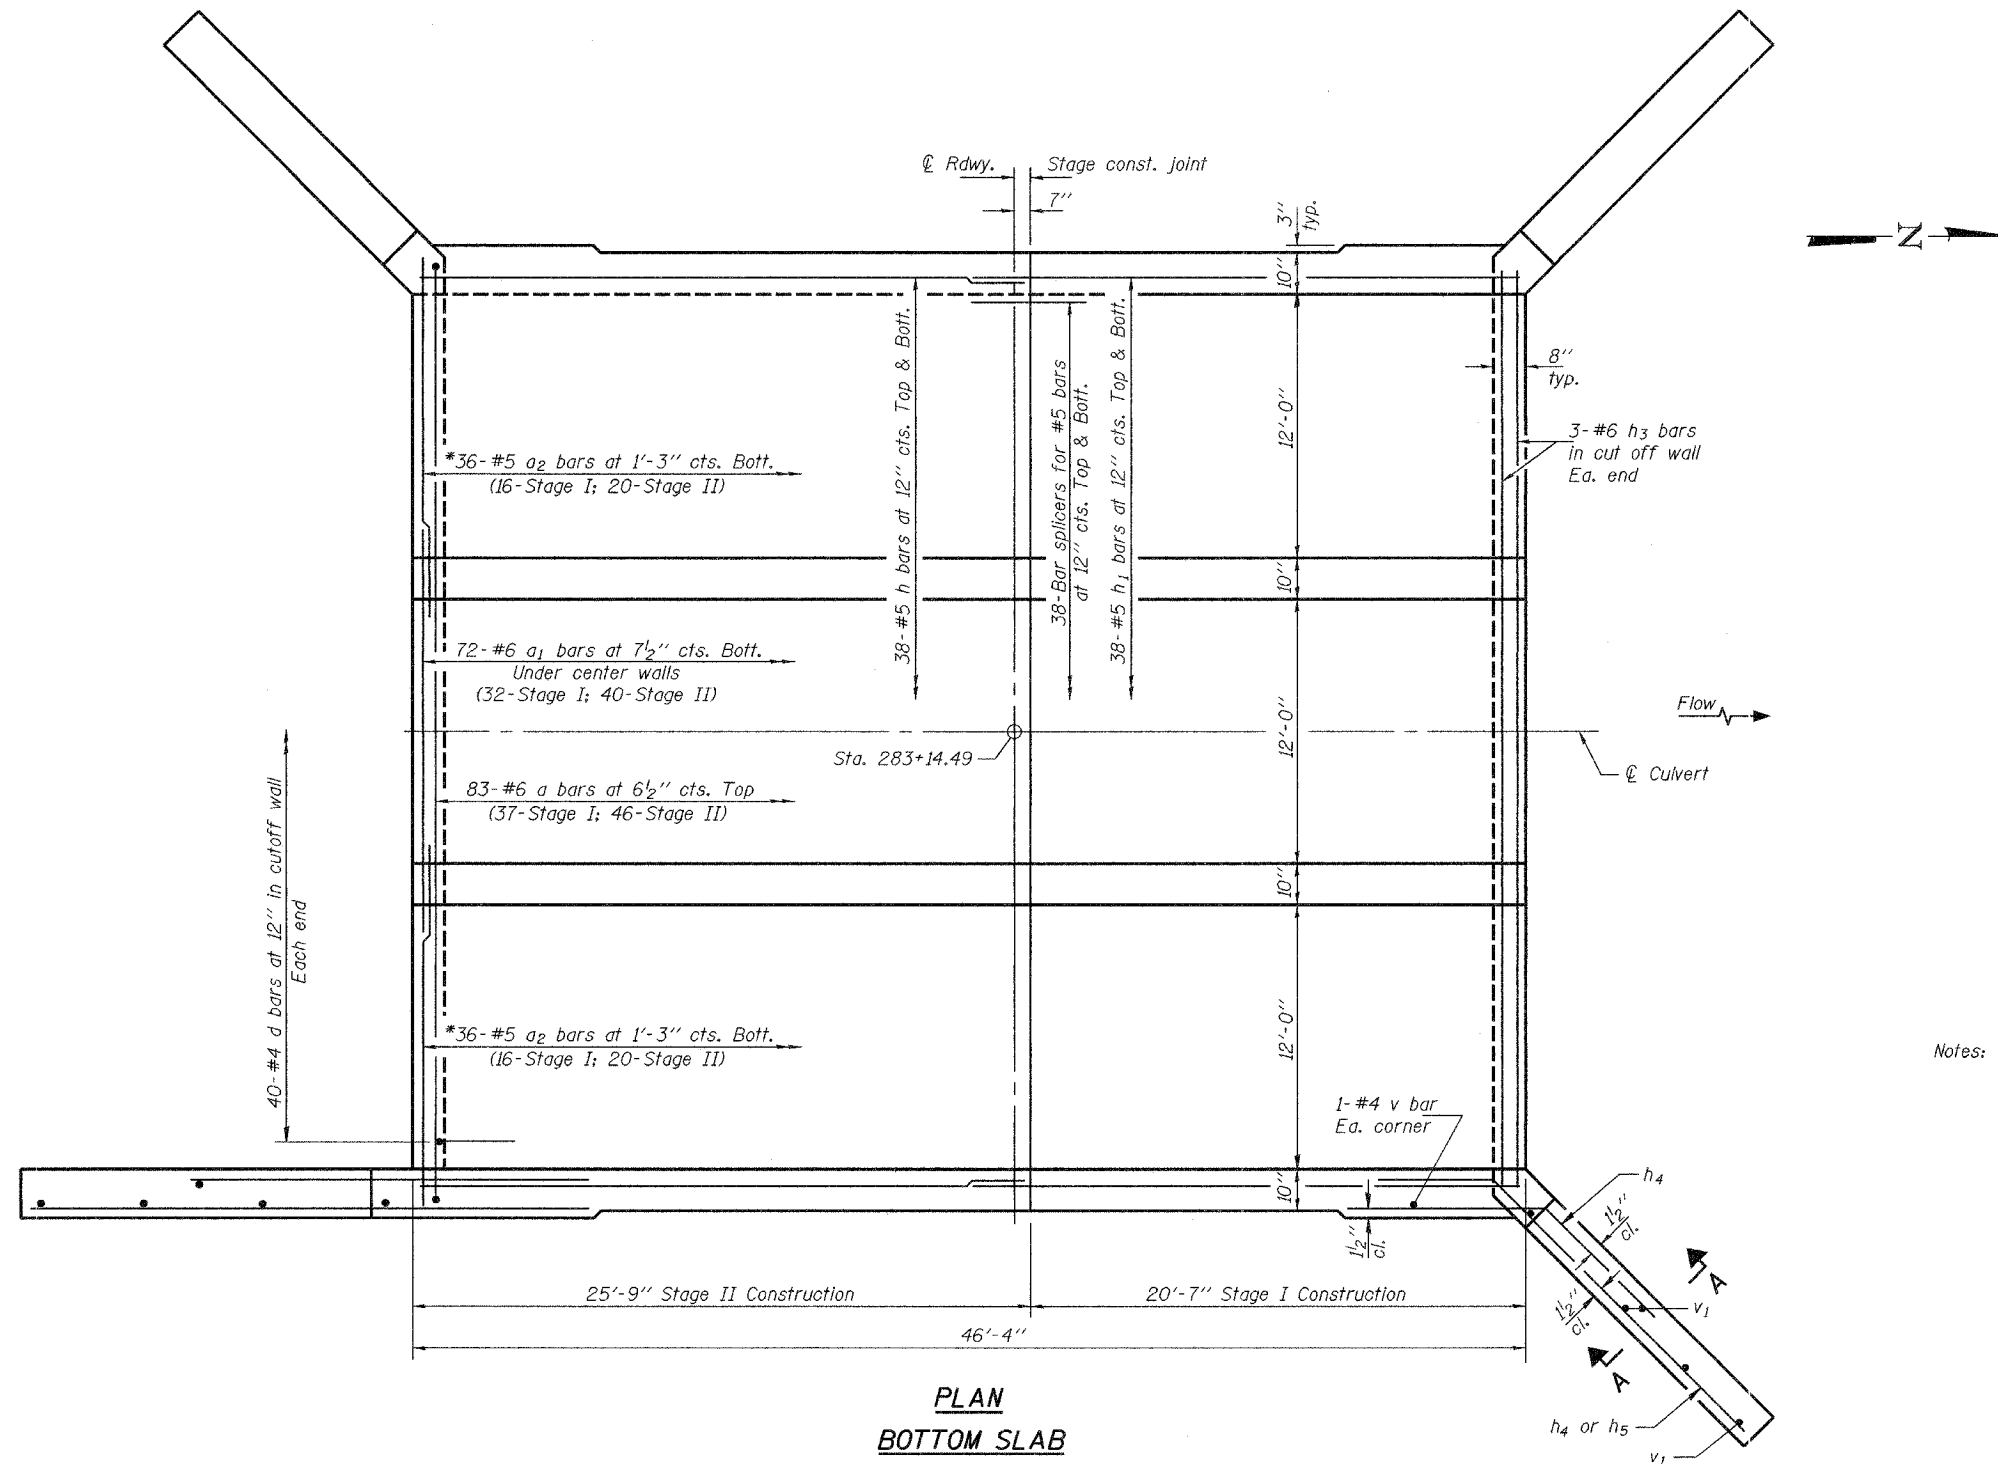 ℄ Rdwy.
Stage const. joint
7"
3"
typ.
N
10"
8"
typ.
12'-0"
3-#6 h3 bars
in cut off wall
Ea. end
*36-#5 a2 bars at 1'-3" cts. Bott.
(16-Stage I; 20-Stage II)
38-#5 h bars at 12" cts. Top & Bott.
38-Bar splicers for #5 bars
at 12" cts. Top & Bott.
38-#5 h1 bars at 12" cts. Top & Bott.
10"
72-#6 a1 bars at 7½" cts. Bott.
Under center walls
(32-Stage I; 40-Stage II)
12'-0"
Flow
Sta. 283+14.49
℄ Culvert
83-#6 a bars at 6½" cts. Top
(37-Stage I; 46-Stage II)
40-#4 d bars at 12" in cutoff wall
Each end
10"
*36-#5 a2 bars at 1'-3" cts. Bott.
(16-Stage I; 20-Stage II)
12'-0"
Notes:
1-#4 v bar
Ea. corner
10"
h4
1½"
cl.
1½"
cl.
A
25'-9" Stage II Construction
20'-7" Stage I Construction
1½"
cl.
v1
46'-4"
A
PLAN
BOTTOM SLAB
h4 or h5
v1